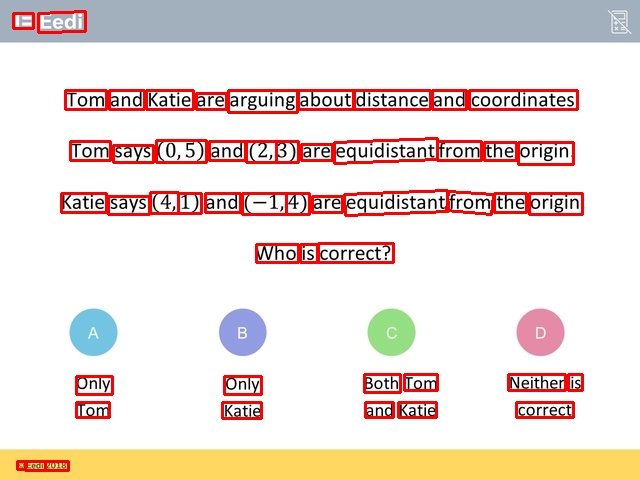 Eedi
Tom and Katie are arguing about distance and coordinates
Tom says (0, 5) and (2, 3) are equidistant from the origin.
Katie says (4, 1) and (−1, 4) are equidistant from the origin
Who is correct?
A B C D
Only Only Both Tom Neither is
Tom Katie and Katie correct
© Eedi 2018